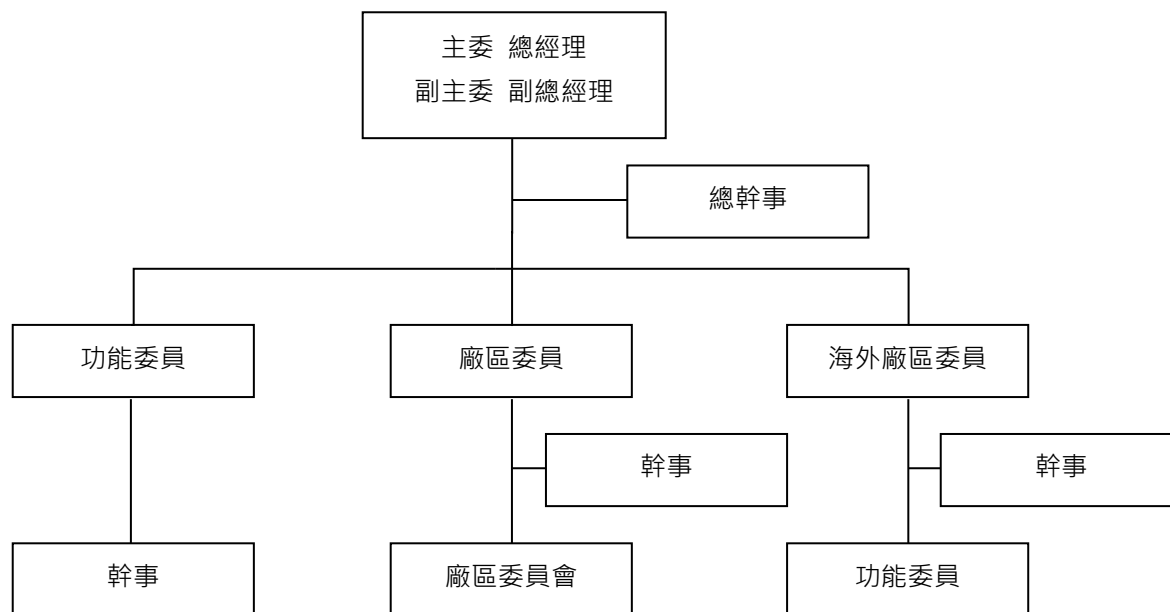 主委 總經理
副主委 副總經理
總幹事
功能委員
廠區委員
海外廠區委員
幹事
幹事
幹事
廠區委員會
功能委員